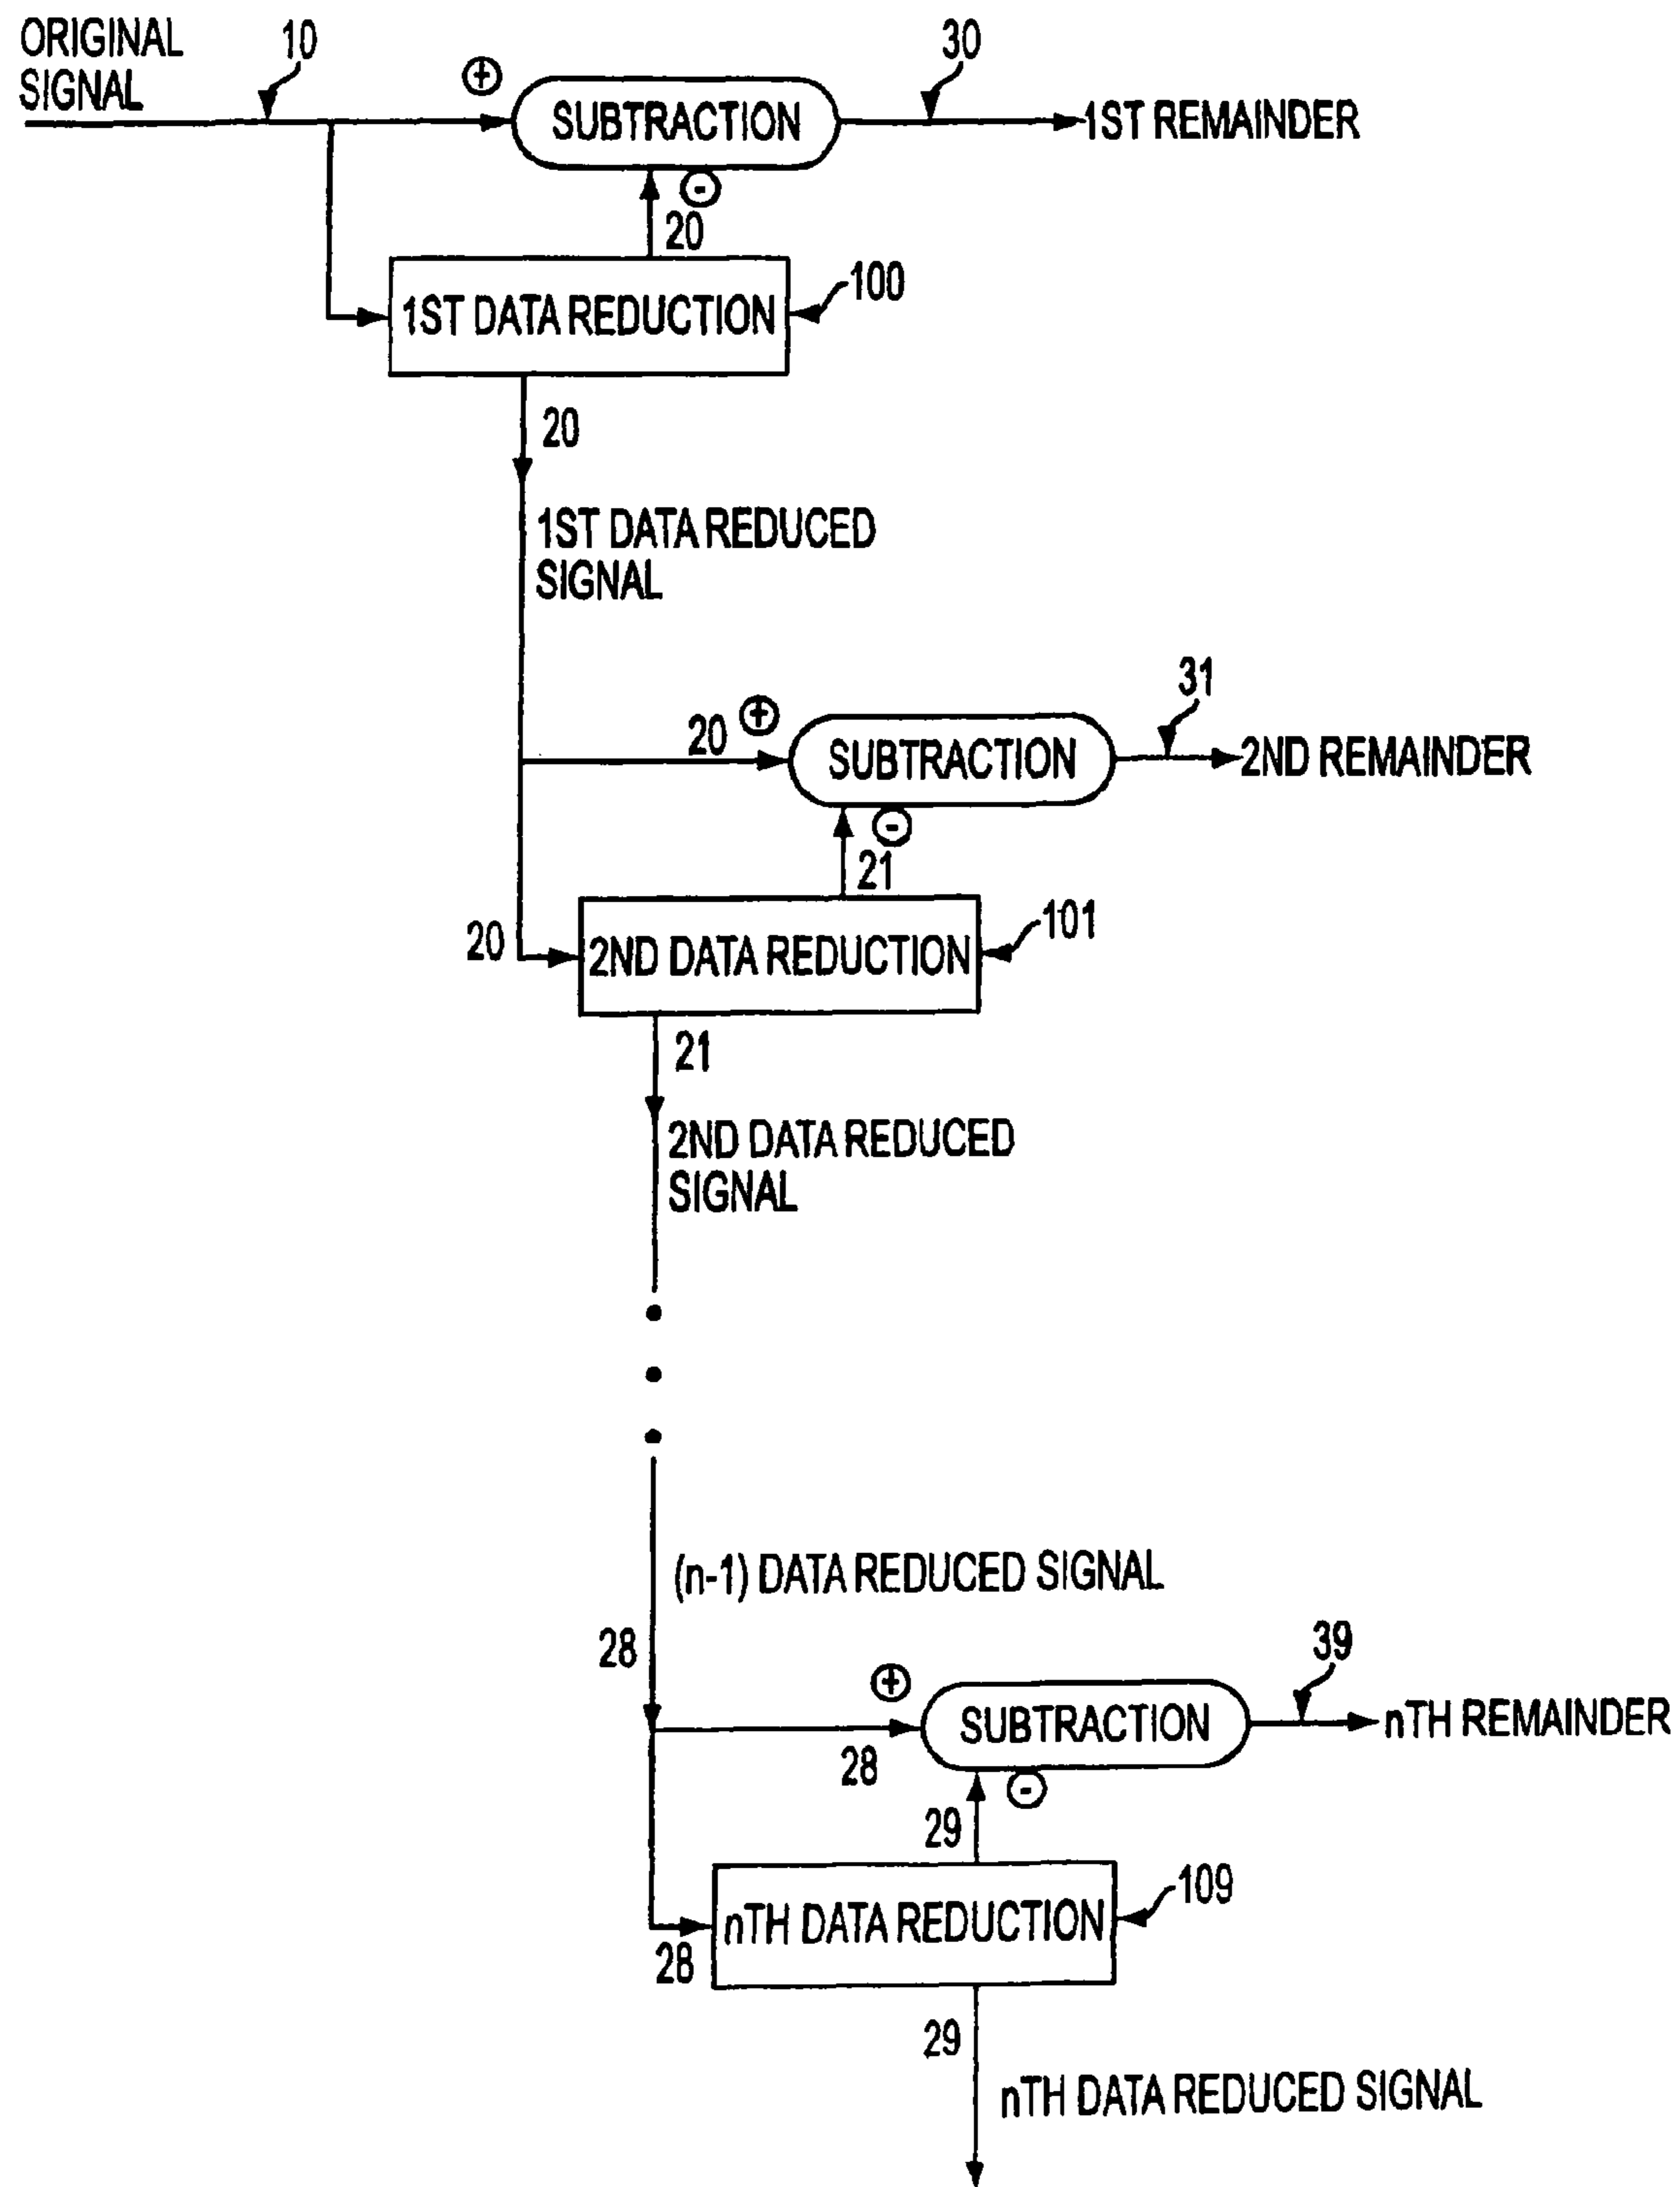 ORIGINAL
SIGNAL
10
+
SUBTRACTION
30
1ST REMAINDER
-
20
1ST DATA REDUCTION
100
20
1ST DATA REDUCED
SIGNAL
20
+
SUBTRACTION
31
2ND REMAINDER
-
21
20
2ND DATA REDUCTION
101
21
2ND DATA REDUCED
SIGNAL
(n-1) DATA REDUCED SIGNAL
28
+
28
SUBTRACTION
39
nTH REMAINDER
-
29
28
nTH DATA REDUCTION
109
29
nTH DATA REDUCED SIGNAL